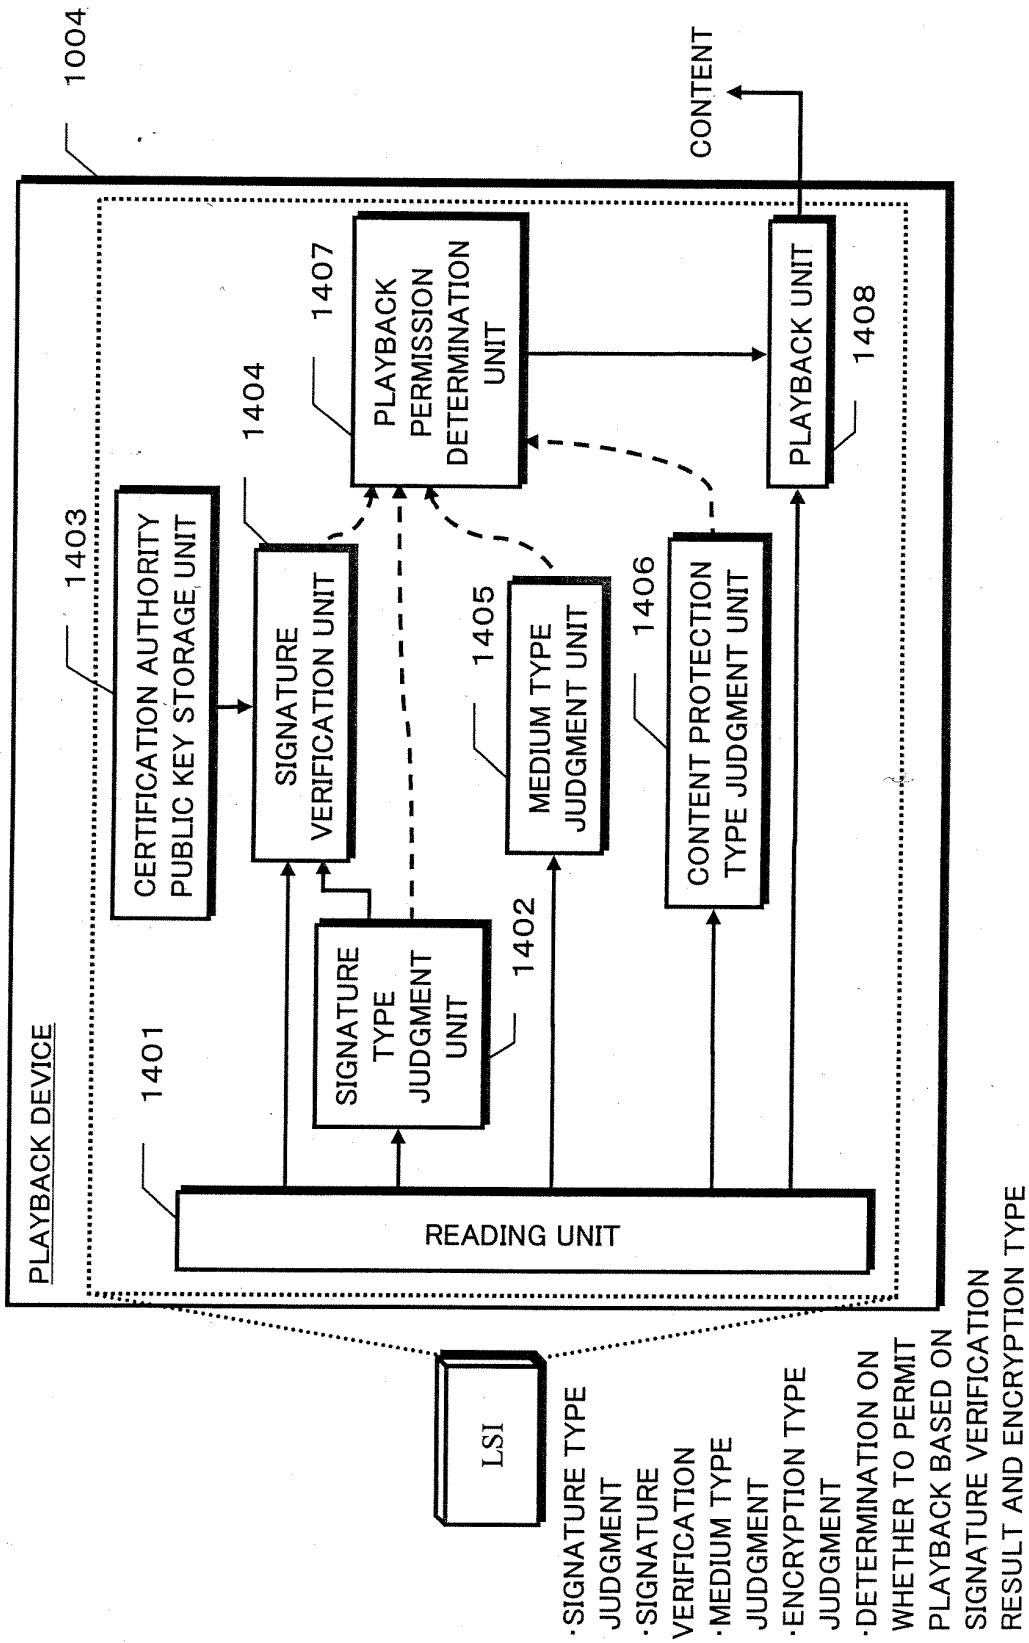 PLAYBACK DEVICE
1004
1401
READING UNIT
1403
CERTIFICATION AUTHORITY
PUBLIC KEY STORAGE UNIT
1404
SIGNATURE
VERIFICATION UNIT
SIGNATURE
TYPE
JUDGMENT
UNIT
1402
1405
MEDIUM TYPE
JUDGMENT UNIT
1406
CONTENT PROTECTION
TYPE JUDGMENT UNIT
1407
PLAYBACK
PERMISSION
DETERMINATION
UNIT
PLAYBACK UNIT
1408
CONTENT
LSI
・SIGNATURE TYPE
JUDGMENT
・SIGNATURE
VERIFICATION
・MEDIUM TYPE
JUDGMENT
・ENCRYPTION TYPE
JUDGMENT
・DETERMINATION ON
WHETHER TO PERMIT
PLAYBACK BASED ON
SIGNATURE VERIFICATION
RESULT AND ENCRYPTION TYPE